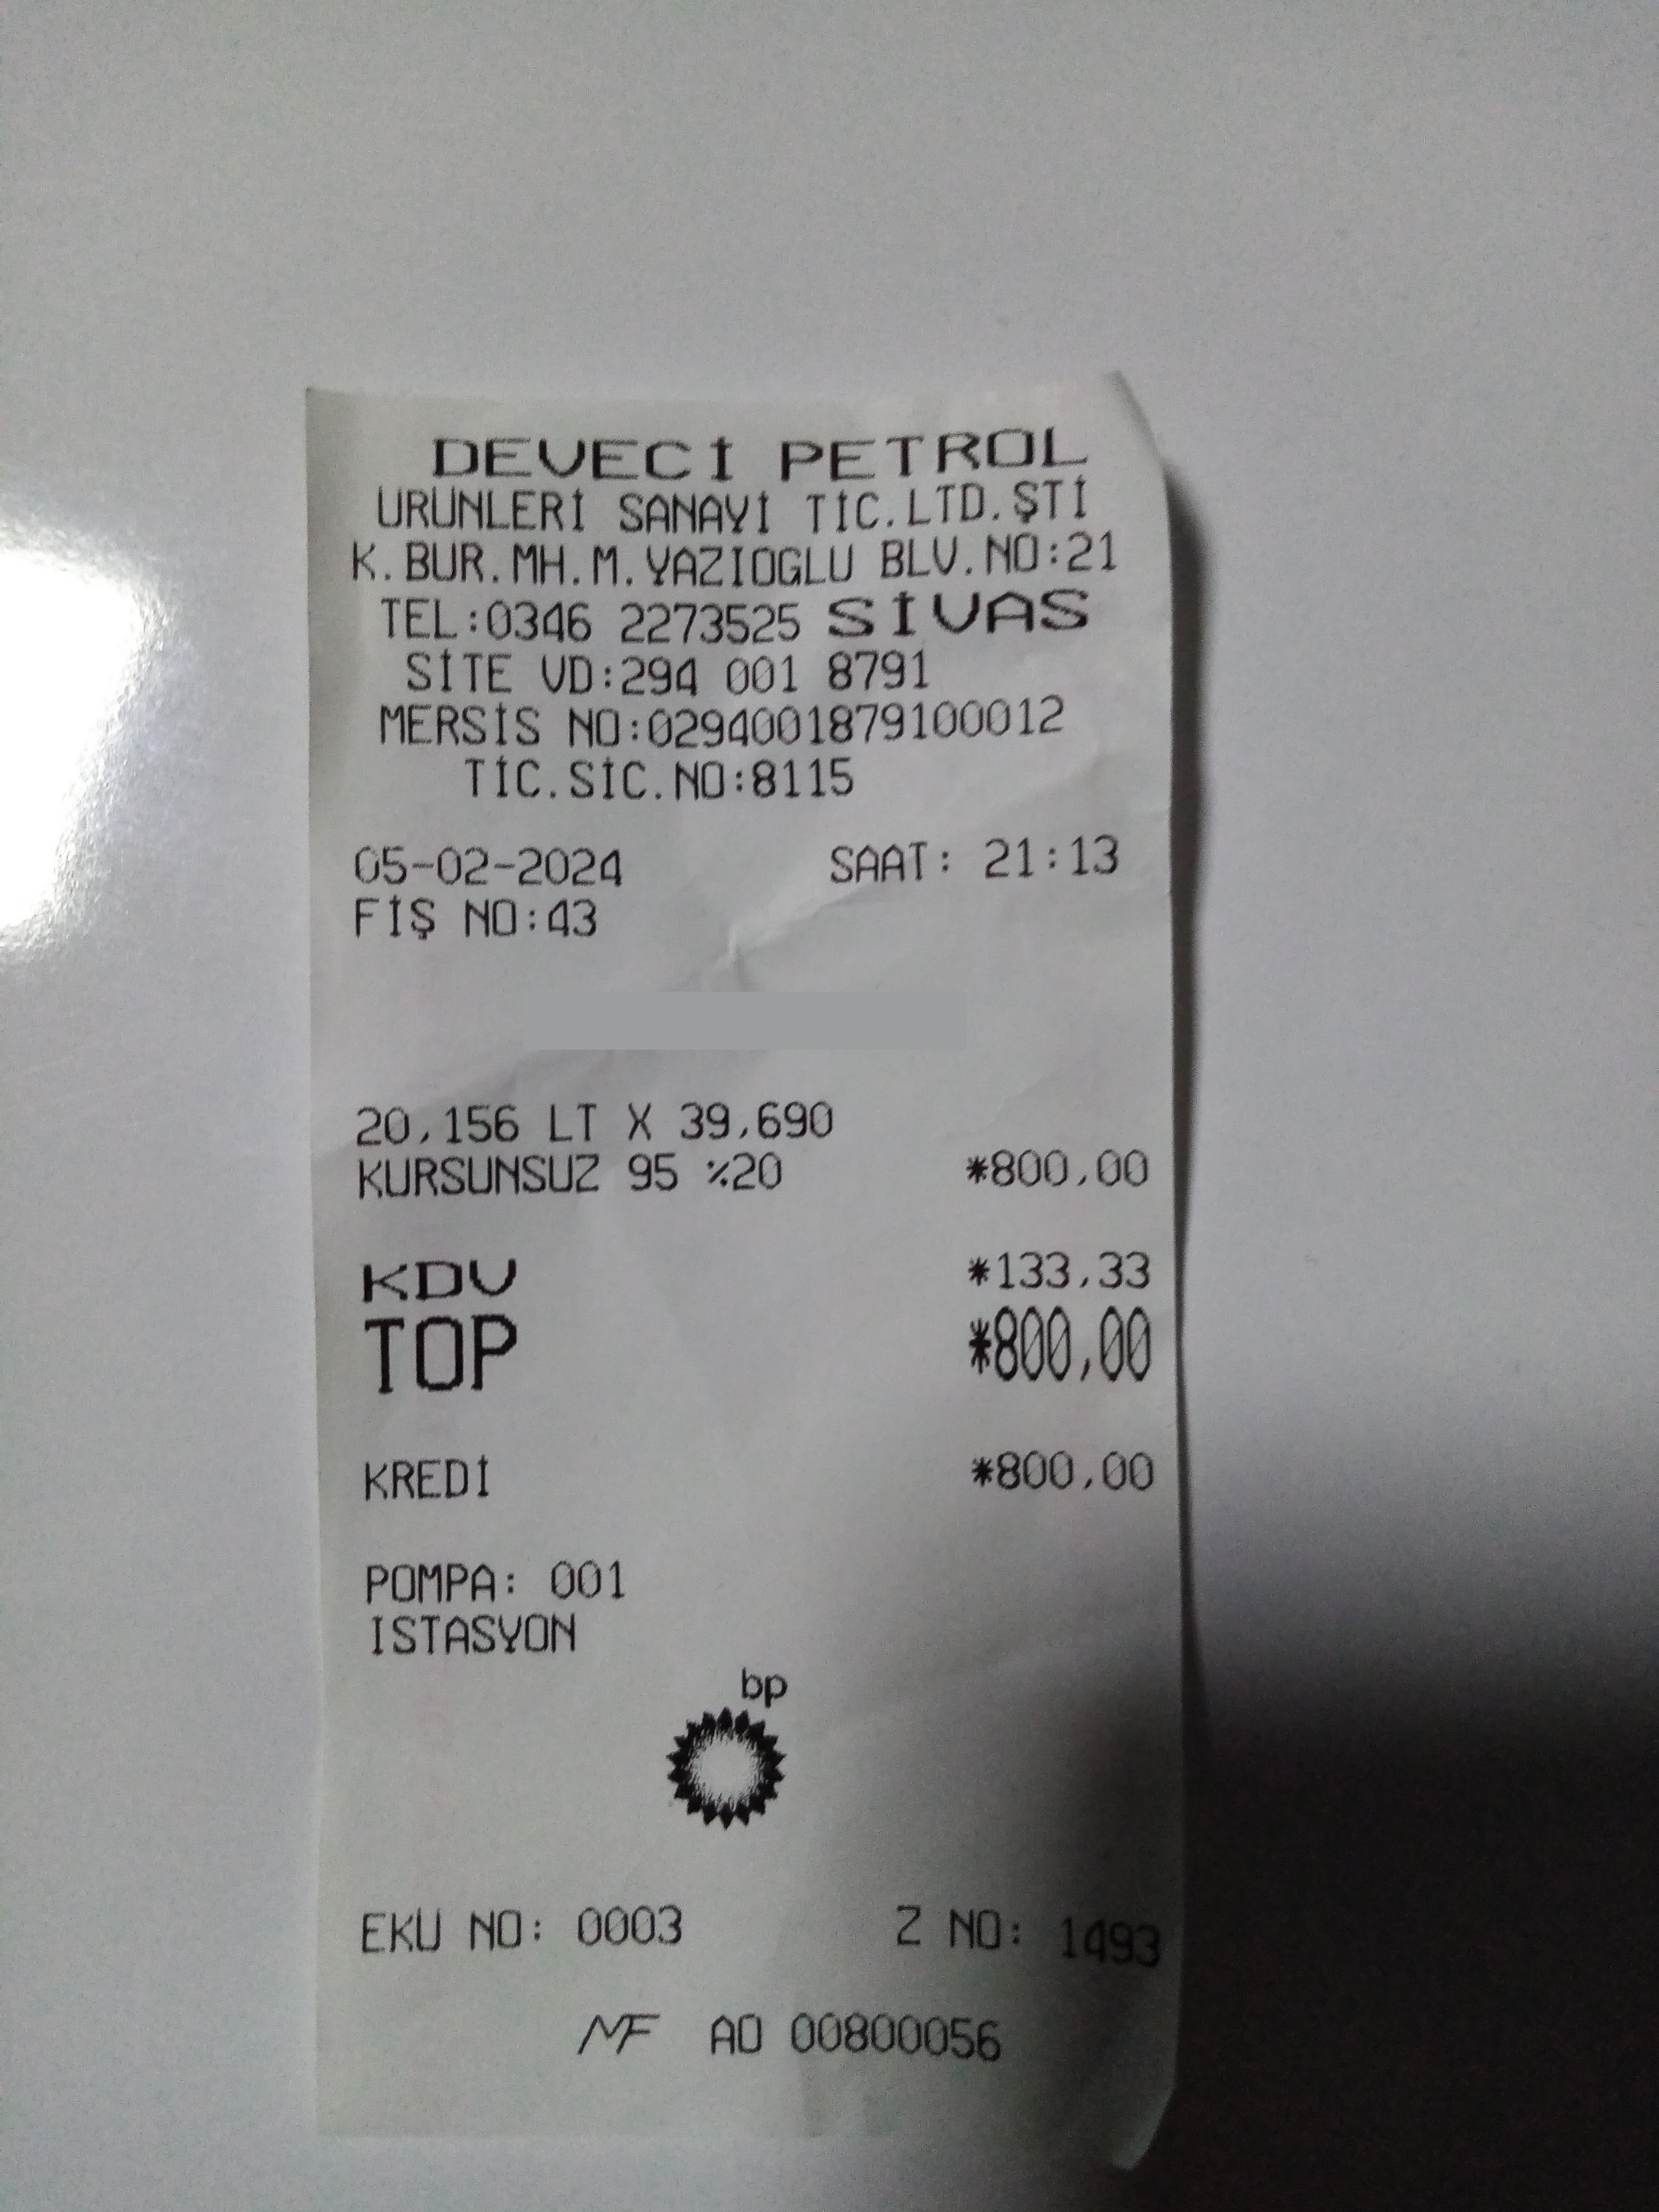 DEVECİ PETROL
URUNLERİ SANAYİ TİC.LTD.ŞTİ
K.BUR.MH.M.YAZIOGLU BLV.NO:21
TEL:0346 2273525 SİVAS
SİTE VD:294 001 8791
MERSİS NO:0294001879100012
TİC.SİC.NO:8115
05-02-2024 SAAT: 21:13
FİŞ NO:43
20,156 LT X 39,690
KURSUNSUZ 95 %20 *800,00
KDV *133,33
TOP *800,00
KREDİ *800,00
POMPA: 001
ISTASYON
bp
EKU NO: 0003 Z NO: 1493
MF AO 00800056